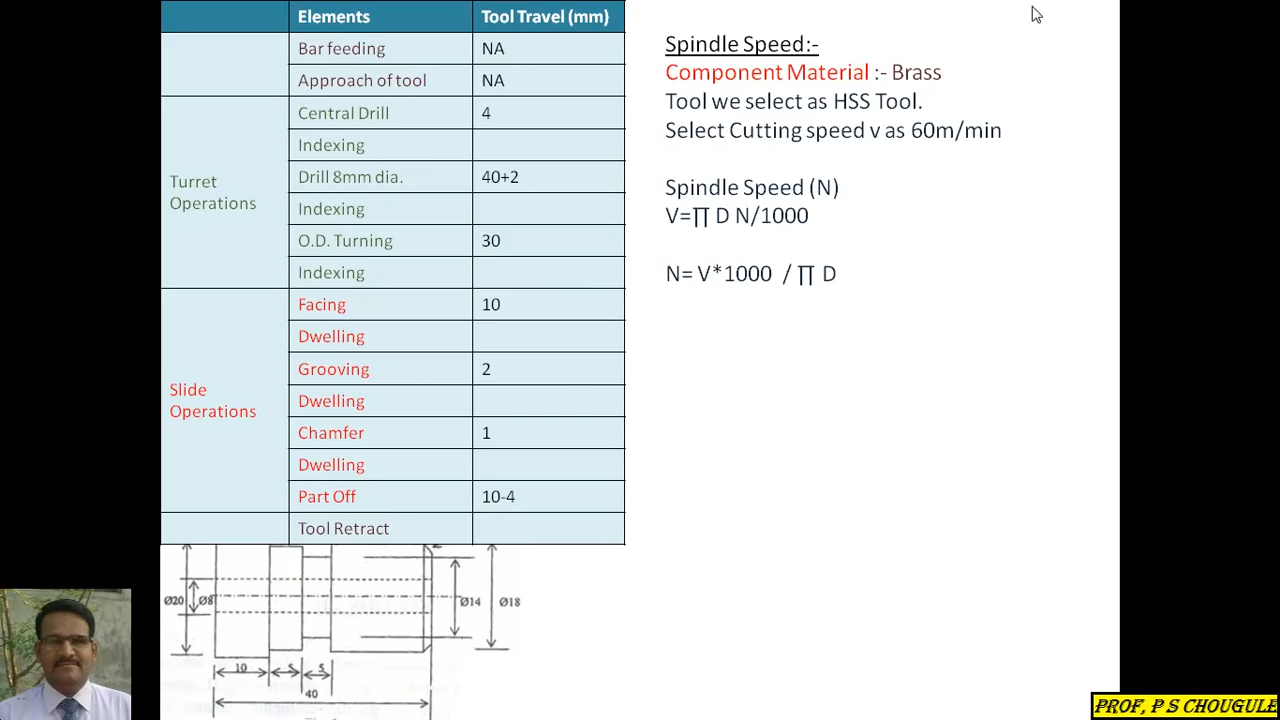 Elements Tool Travel (mm)
Bar feeding NA
Approach of tool NA
Turret Operations
Central Drill 4
Indexing
Drill 8mm dia. 40+2
Indexing
O.D. Turning 30
Indexing
Slide Operations
Facing 10
Dwelling
Grooving 2
Dwelling
Chamfer 1
Dwelling
Part Off 10-4
Tool Retract
Ø20 Ø8 Ø14 Ø18
10 5 5
40
Spindle Speed:-
Component Material :- Brass
Tool we select as HSS Tool.
Select Cutting speed v as 60m/min
Spindle Speed (N)
V=∏ D N/1000
N= V*1000 / ∏ D
PROF, P S CHOUGULE